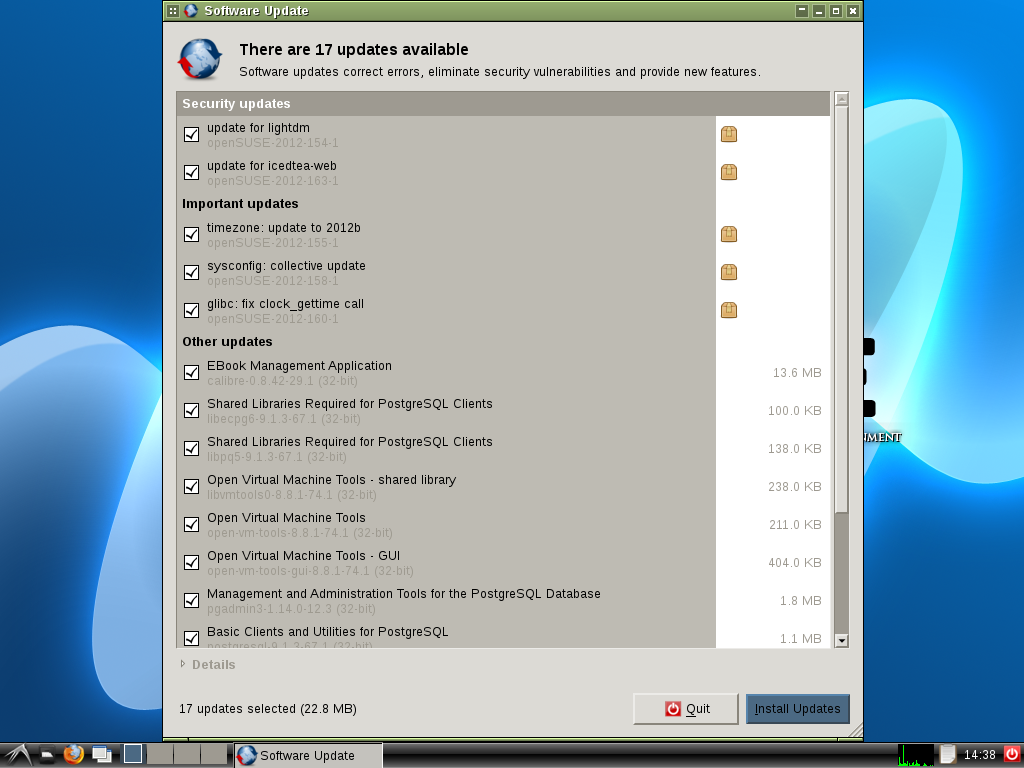 Software Update
There are 17 updates available
Software updates correct errors, eliminate security vulnerabilities and provide new features.
Security updates
update for lightdm
openSUSE-2012-154-1
update for icedtea-web
openSUSE-2012-163-1
Important updates
timezone: update to 2012b
openSUSE-2012-155-1
sysconfig: collective update
openSUSE-2012-158-1
glibc: fix clock_gettime call
openSUSE-2012-160-1
Other updates
EBook Management Application
calibre-0.8.42-29.1 (32-bit)
13.6 MB
Shared Libraries Required for PostgreSQL Clients
libecpg6-9.1.3-67.1 (32-bit)
100.0 KB
Shared Libraries Required for PostgreSQL Clients
libpq5-9.1.3-67.1 (32-bit)
138.0 KB
Open Virtual Machine Tools - shared library
libvmtools0-8.8.1-74.1 (32-bit)
238.0 KB
Open Virtual Machine Tools
open-vm-tools-8.8.1-74.1 (32-bit)
211.0 KB
Open Virtual Machine Tools - GUI
open-vm-tools-gui-8.8.1-74.1 (32-bit)
404.0 KB
Management and Administration Tools for the PostgreSQL Database
pgadmin3-1.14.0-12.3 (32-bit)
1.8 MB
Basic Clients and Utilities for PostgreSQL
postgresql-9.1.3-67.1 (32-bit)
1.1 MB
NMENT
Details
17 updates selected (22.8 MB)
Quit
Install Updates
Software Update
14:38